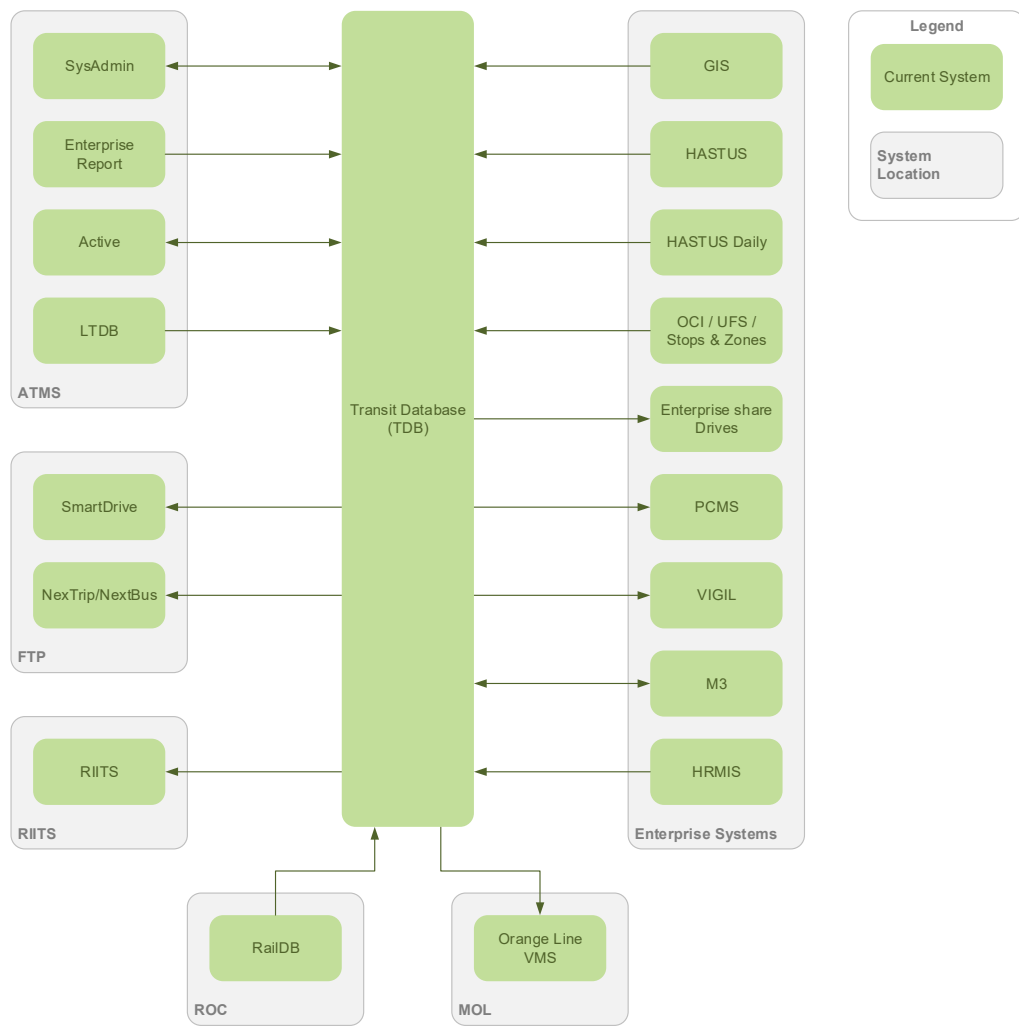 SysAdmin
Enterprise
Report
Active
LTDB
ATMS
SmartDrive
NexTrip/NextBus
FTP
RIITS
RIITS
Transit Database
(TDB)
GIS
HASTUS
HASTUS Daily
OCI / UFS /
Stops & Zones
Enterprise share
Drives
PCMS
VIGIL
M3
HRMIS
Enterprise Systems
RailDB
ROC
Orange Line
VMS
MOL
Legend
Current System
System
Location